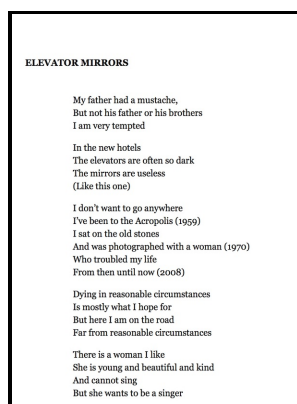 ELEVATOR MIRRORS
My father had a mustache,
But not his father or his brothers
I am very tempted
In the new hotels
The elevators are often so dark
The mirrors are useless
(Like this one)
I don't want to go anywhere
I've been to the Acropolis (1959)
I sat on the old stones
And was photographed with a woman (1970)
Who troubled my life
From then until now (2008)
Dying in reasonable circumstances
Is mostly what I hope for
But here I am on the road
Far from reasonable circumstances
There is a woman I like
She is young and beautiful and kind
And cannot sing
But she wants to be a singer